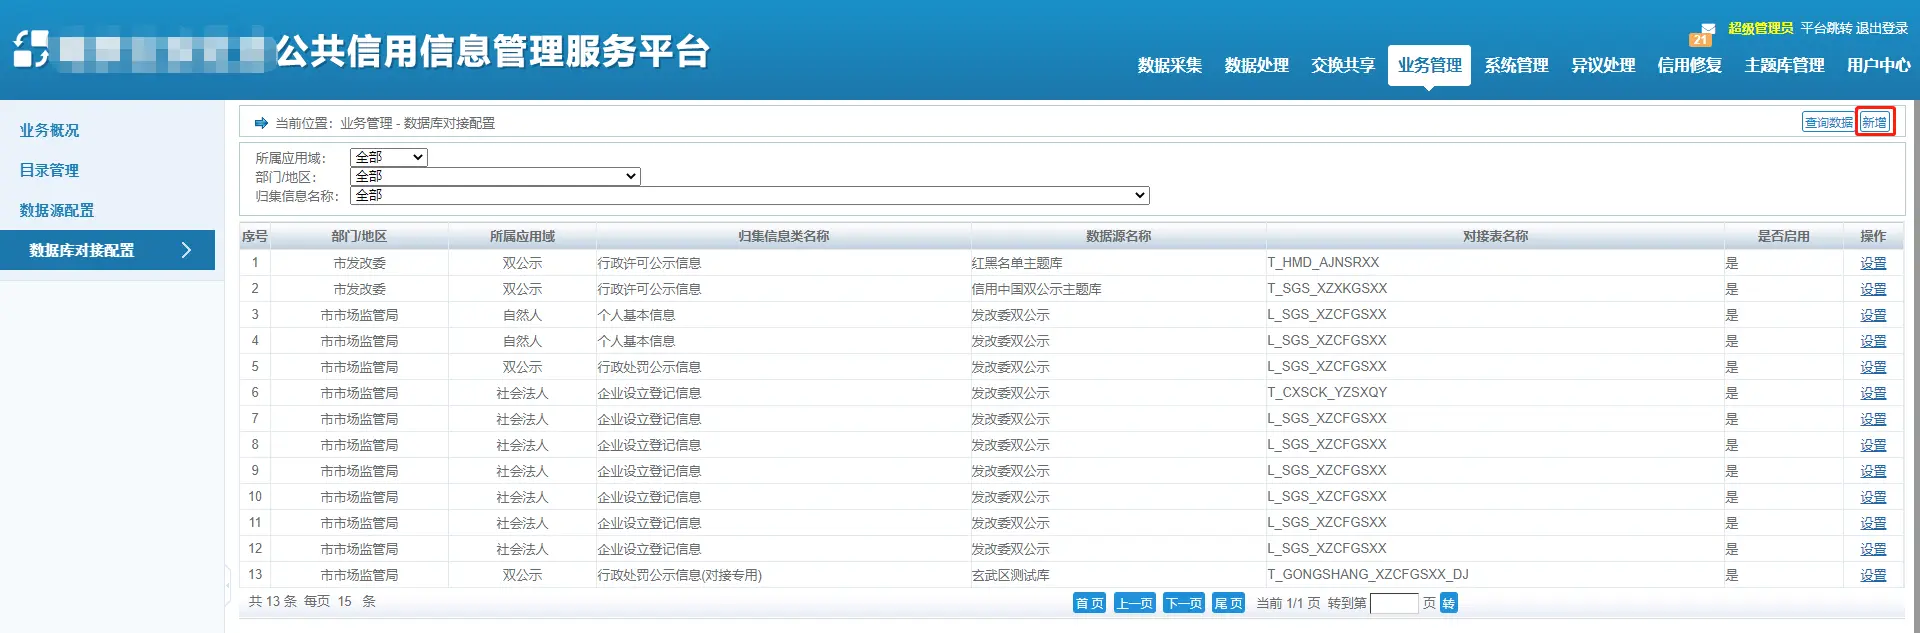 公共信用信息管理服务平台
21 超级管理员 平台跳转 退出登录
数据采集 数据处理 交换共享 业务管理 系统管理 异议处理 信用修复 主题库管理 用户中心
业务概况
目录管理
数据源配置
数据库对接配置
当前位置：业务管理 - 数据库对接配置 查询数据 新增
所属应用域： 全部
部门/地区： 全部
归集信息名称： 全部
序号 部门/地区 所属应用域 归集信息类名称 数据源名称 对接表名称 是否启用 操作
1 市发改委 双公示 行政许可公示信息 红黑名单主题库 T_HMD_AJNSRXX 是 设置
2 市发改委 双公示 行政许可公示信息 信用中国双公示主题库 T_SGS_XZXKGSXX 是 设置
3 市市场监管局 自然人 个人基本信息 发改委双公示 L_SGS_XZCFGSXX 是 设置
4 市市场监管局 自然人 个人基本信息 发改委双公示 L_SGS_XZCFGSXX 是 设置
5 市市场监管局 双公示 行政处罚公示信息 发改委双公示 L_SGS_XZCFGSXX 是 设置
6 市市场监管局 社会法人 企业设立登记信息 发改委双公示 T_CXSCK_YZSXQY 是 设置
7 市市场监管局 社会法人 企业设立登记信息 发改委双公示 L_SGS_XZCFGSXX 是 设置
8 市市场监管局 社会法人 企业设立登记信息 发改委双公示 L_SGS_XZCFGSXX 是 设置
9 市市场监管局 社会法人 企业设立登记信息 发改委双公示 L_SGS_XZCFGSXX 是 设置
10 市市场监管局 社会法人 企业设立登记信息 发改委双公示 L_SGS_XZCFGSXX 是 设置
11 市市场监管局 社会法人 企业设立登记信息 发改委双公示 L_SGS_XZCFGSXX 是 设置
12 市市场监管局 社会法人 企业设立登记信息 发改委双公示 L_SGS_XZCFGSXX 是 设置
13 市市场监管局 双公示 行政处罚公示信息(对接专用) 玄武区测试库 T_GONGSHANG_XZCFGSXX_DJ 是 设置
共 13 条 每页 15 条 首页 上一页 下一页 尾页 当前 1/1 页 转到第 页 转